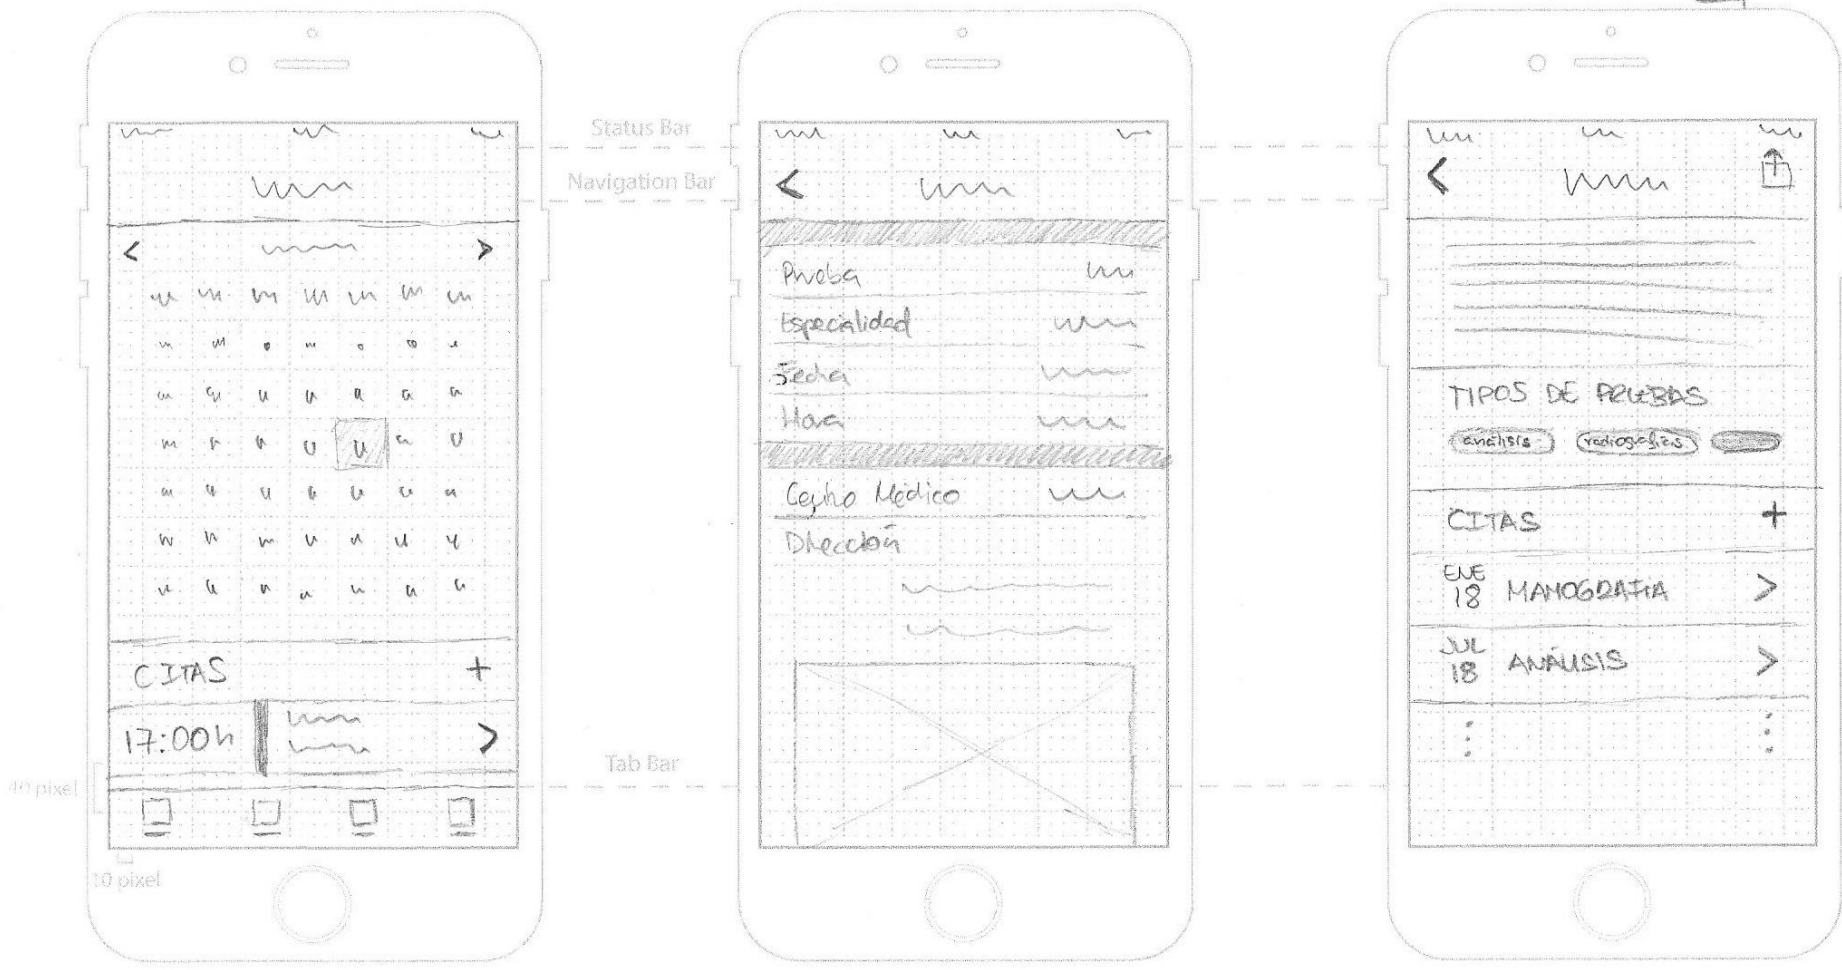 Status Bar
Navigation Bar
Tab Bar
40 pixel
10 pixel
CITAS +
17:00h
Prueba
Especialidad
Fecha
Hora
Centro Médico
Dirección
TIPOS DE PRUEBAS
análisis radiografías
CITAS +
ENE
18 MAMOGRAFIA
JUL
18 ANÁLISIS